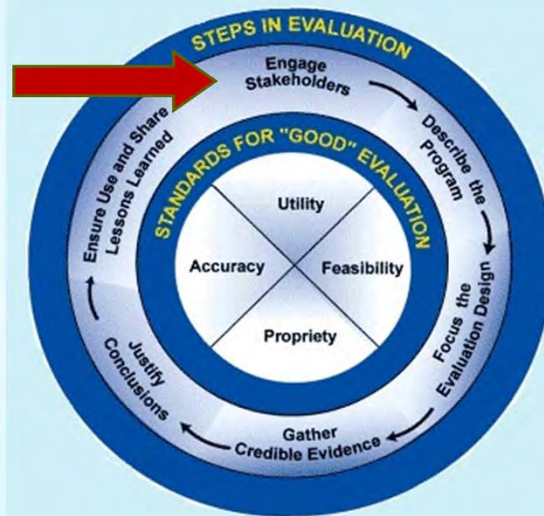 STEPS IN EVALUATION
Engage
Stakeholders
Describe the
Program
Focus the
Evaluation Design
Gather
Credible Evidence
Justify
Conclusions
Ensure Use and Share
Lessons Learned
STANDARDS FOR "GOOD" EVALUATION
Utility
Accuracy
Feasibility
Propriety